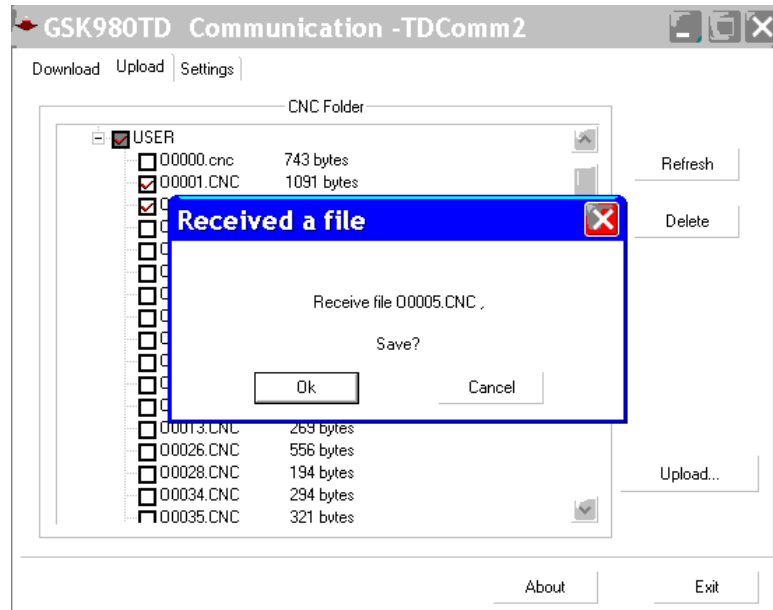 GSK980TD Communication -TDComm2
Download Upload Settings
CNC Folder
USER
O0000.cnc 743 bytes
O0001.CNC 1091 bytes
Refresh
Delete
Received a file
Receive file O0005.CNC ,
Save?
Ok Cancel
O0013.CNC 269 bytes
O0026.CNC 556 bytes
O0028.CNC 194 bytes
O0034.CNC 294 bytes
O0035.CNC 321 bytes
Upload...
About Exit